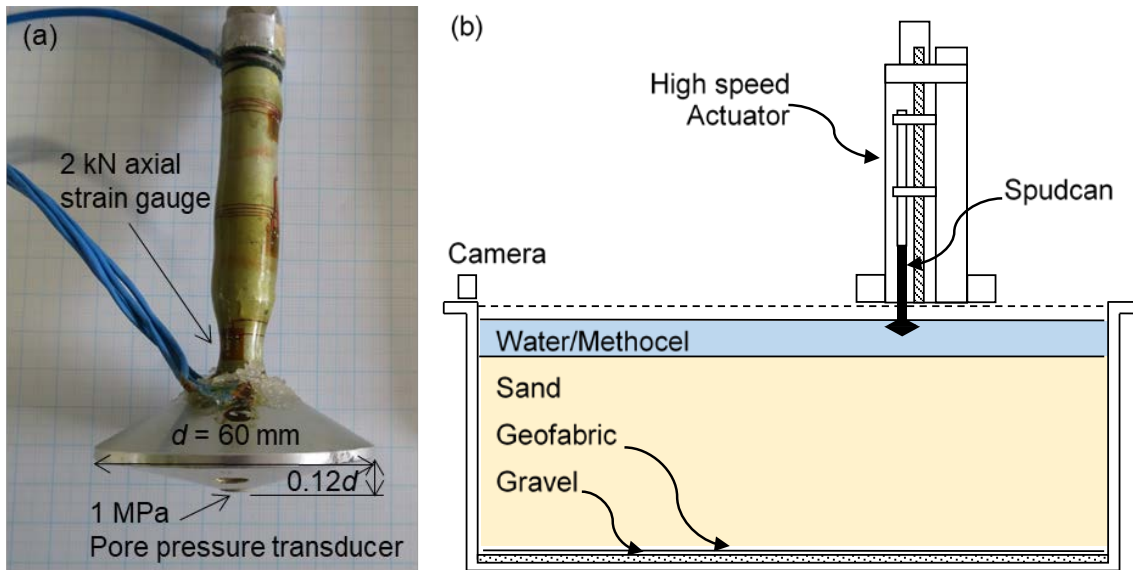 (a)
2 kN axial
strain gauge
d = 60 mm
0.12d
1 MPa
Pore pressure transducer
(b)
High speed
Actuator
Spudcan
Camera
Water/Methocel
Sand
Geofabric
Gravel